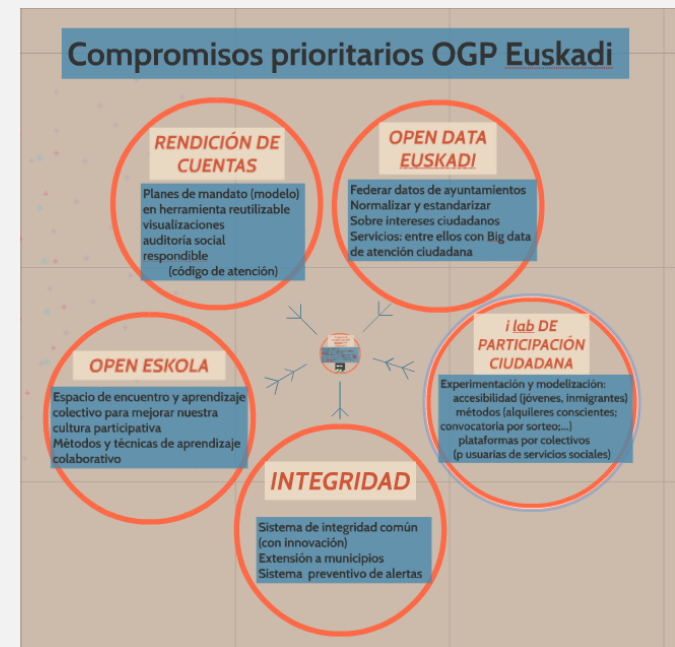 Compromisos prioritarios OGP Euskadi
RENDICIÓN DE
CUENTAS
Planes de mandato (modelo)
en herramienta reutilizable
visualizaciones
auditoría social
respondible
(código de atención)
OPEN DATA
EUSKADI
Federar datos de ayuntamientos
Normalizar y estandarizar
Sobre intereses ciudadanos
Servicios: entre ellos con Big data
de atención ciudadana
OPEN ESKOLA
Espacio de encuentro y aprendizaje
colectivo para mejorar nuestra
cultura participativa
Métodos y técnicas de aprendizaje
colaborativo
i lab DE
PARTICIPACIÓN
CIUDADANA
Experimentación y modelización:
accesibilidad (jóvenes, inmigrantes)
métodos (alquileres conscientes;
convocatoria por sorteo;...)
plataformas por colectivos
(p usuarias de servicios sociales)
INTEGRIDAD
Sistema de integridad común
(con innovación)
Extensión a municipios
Sistema preventivo de alertas